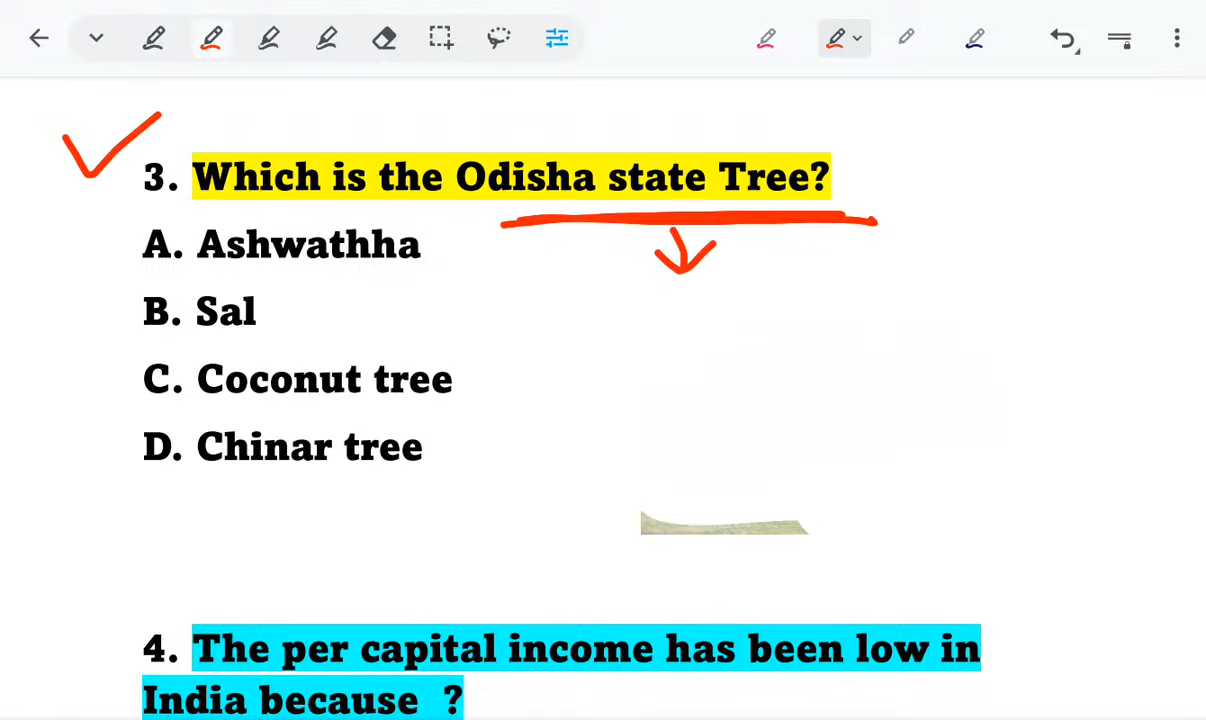 3. Which is the Odisha state Tree?
A. Ashwathha
B. Sal
C. Coconut tree
D. Chinar tree
4. The per capital income has been low in
India because ?